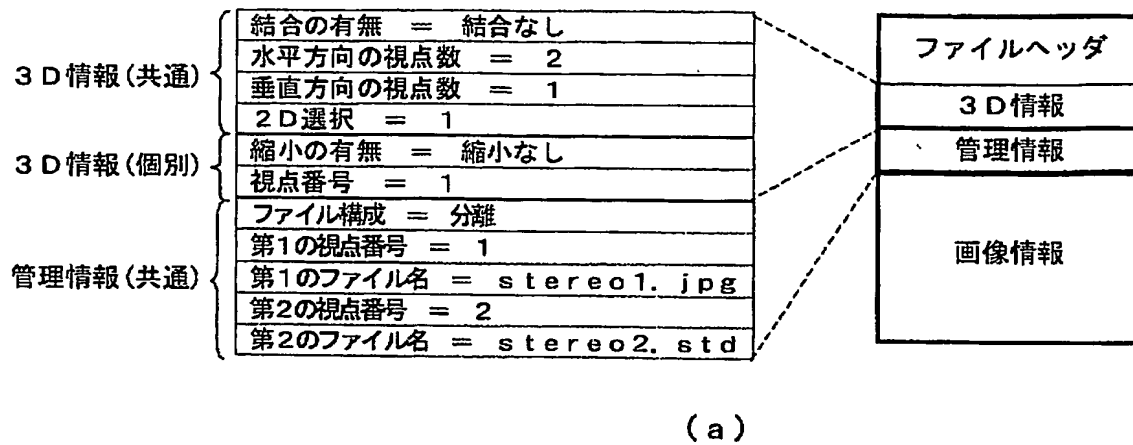 3D情報(共通)
結合の有無 = 結合なし
水平方向の視点数 = 2
垂直方向の視点数 = 1
2D選択 = 1
3D情報(個別)
縮小の有無 = 縮小なし
視点番号 = 1
管理情報(共通)
ファイル構成 = 分離
第1の視点番号 = 1
第1のファイル名 = stereo1.jpg
第2の視点番号 = 2
第2のファイル名 = stereo2.std
ファイルヘッダ
3D情報
管理情報
画像情報
(a)